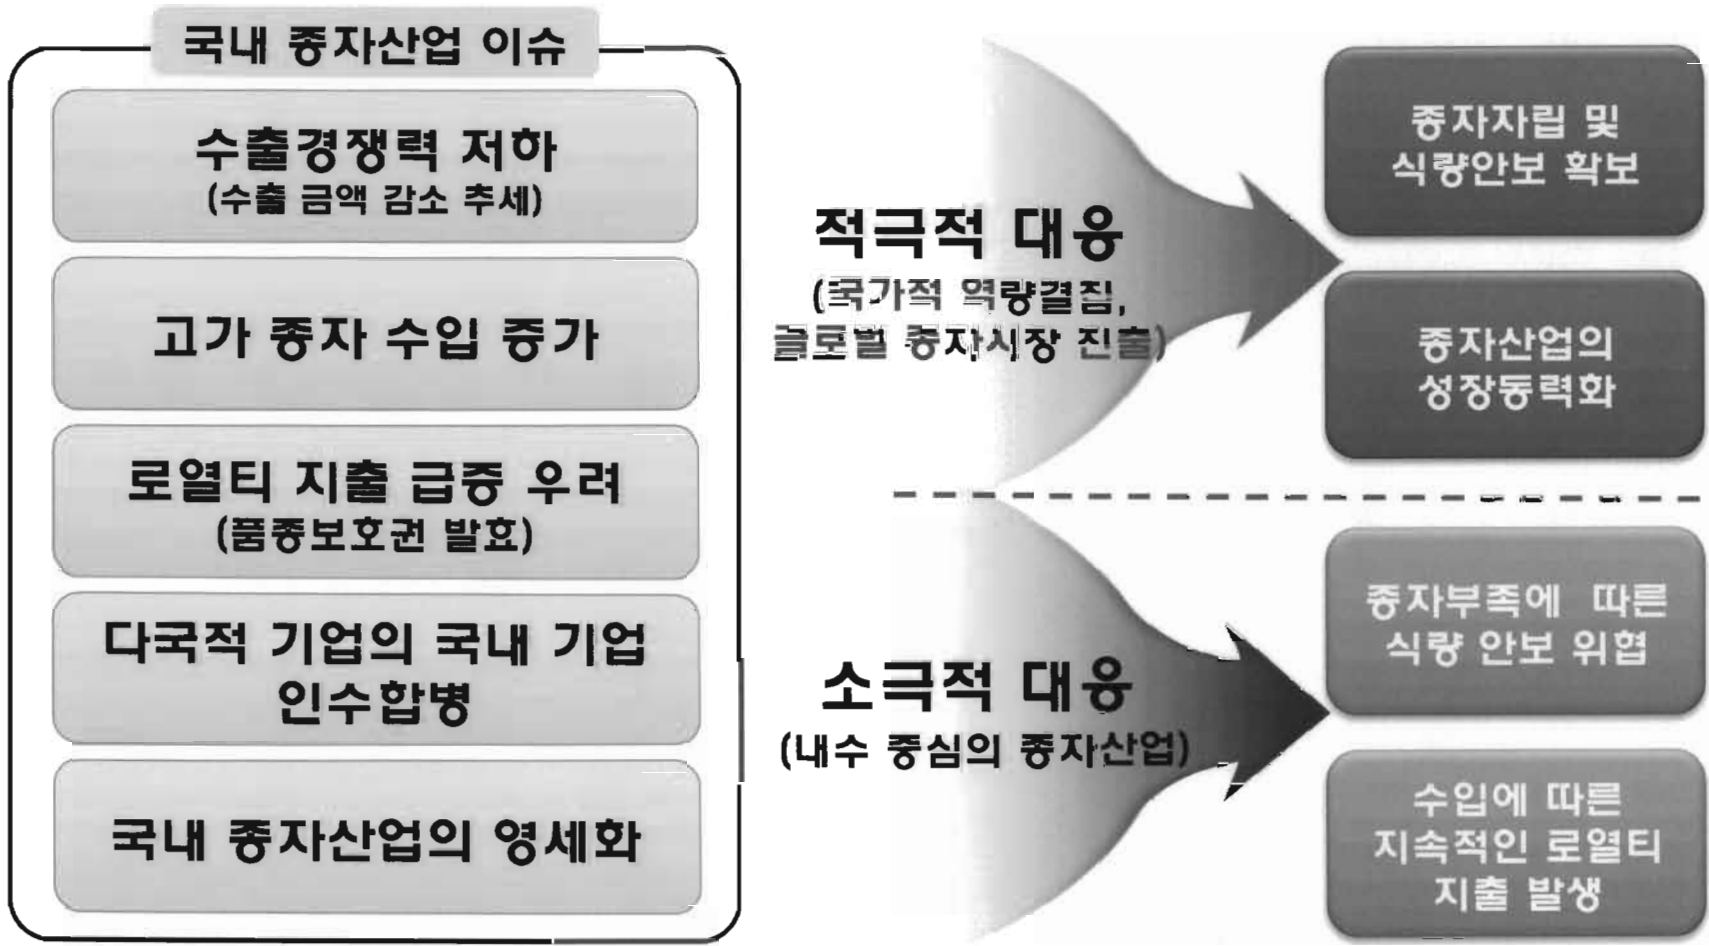 국내 종자산업 이슈
수출경쟁력 저하
(수출 금액 감소 추세)
고가 종자 수입 증가
로열티 지출 급증 우려
(품종보호권 발효)
다국적 기업의 국내 기업
인수합병
국내 종자산업의 영세화
적극적 대응
(국가적 역량결집,
글로벌 종자시장 진출)
종자자립 및
식량안보 확보
종자산업의
성장동력화
소극적 대응
(내수 중심의 종자산업)
종자부족에 따른
식량 안보 위협
수입에 따른
지속적인 로열티
지출 발생